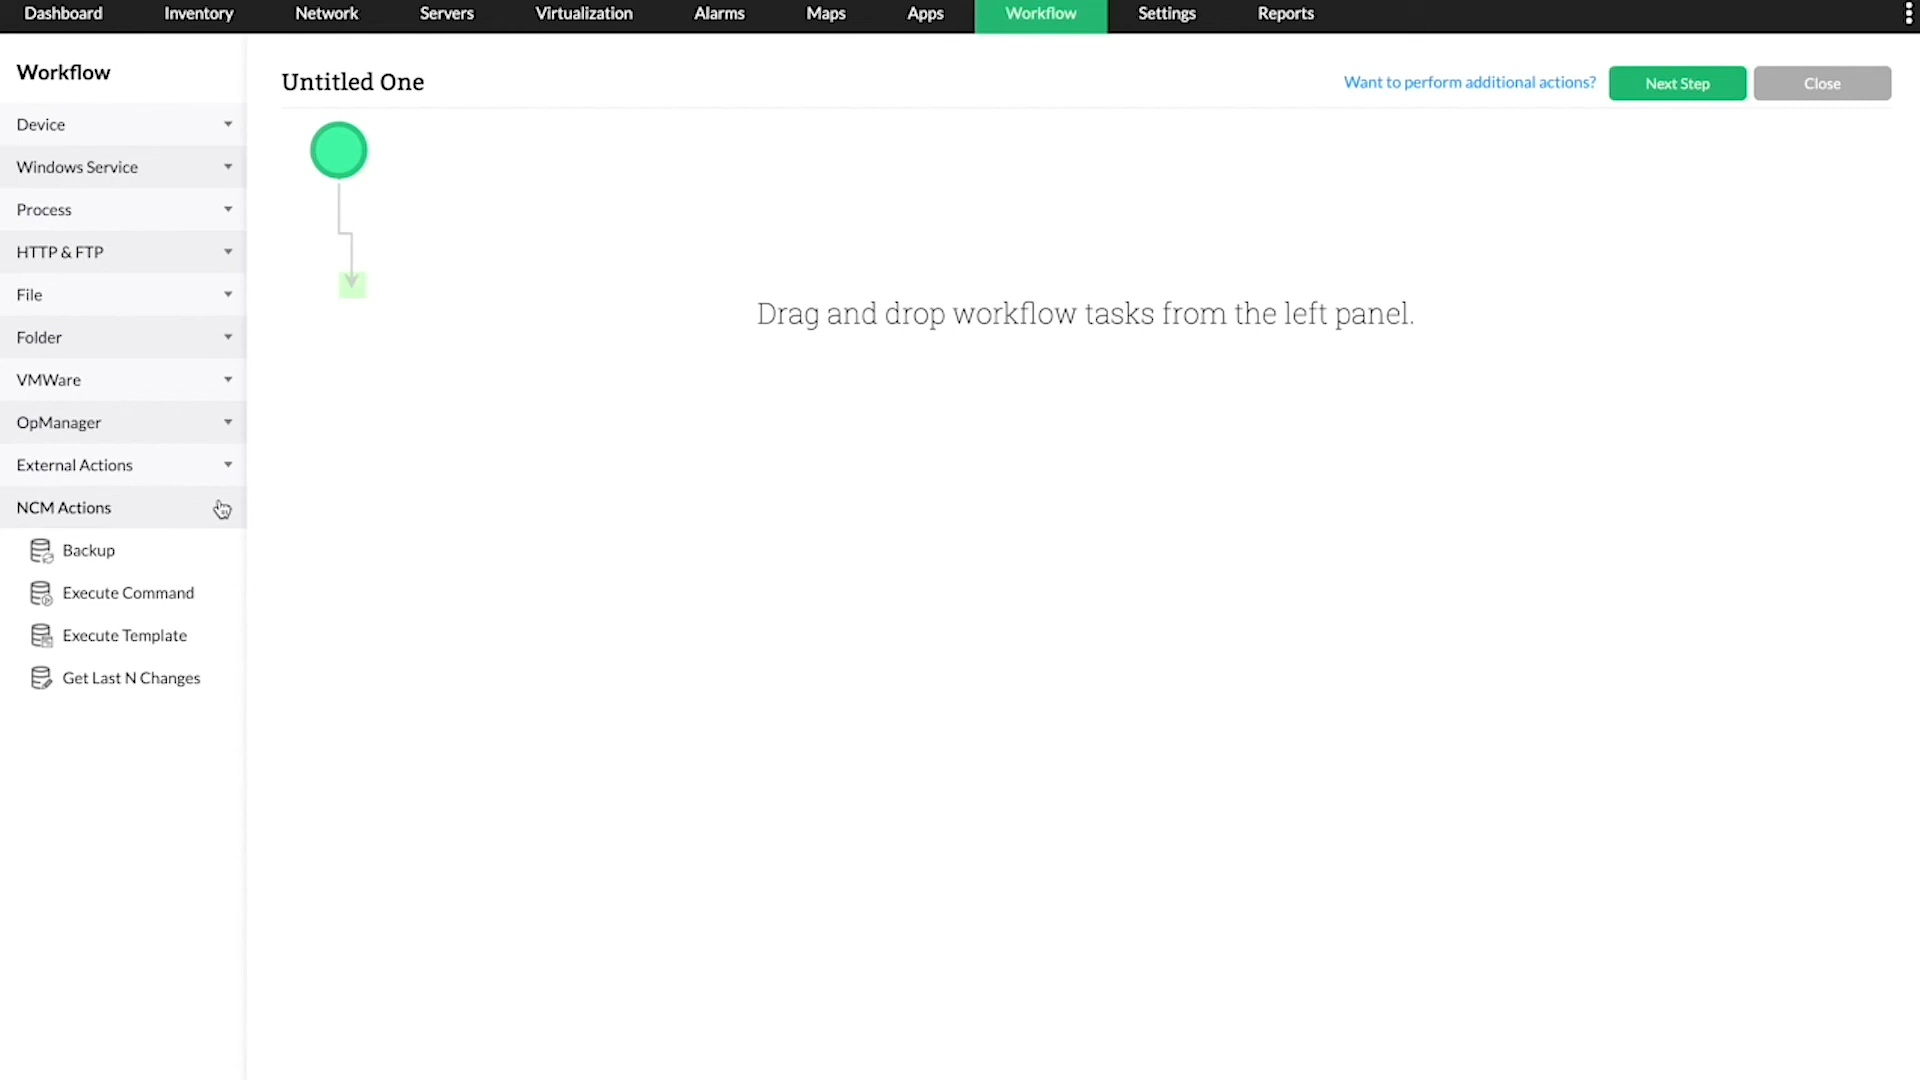 Dashboard Inventory Network Servers Virtualization Alarms Maps Apps Workflow Settings Reports
Workflow
Untitled One
Want to perform additional actions? Next Step Close
Device
Windows Service
Process
HTTP & FTP
File
Folder
VMWare
OpManager
External Actions
NCM Actions
Backup
Execute Command
Execute Template
Get Last N Changes
Drag and drop workflow tasks from the left panel.